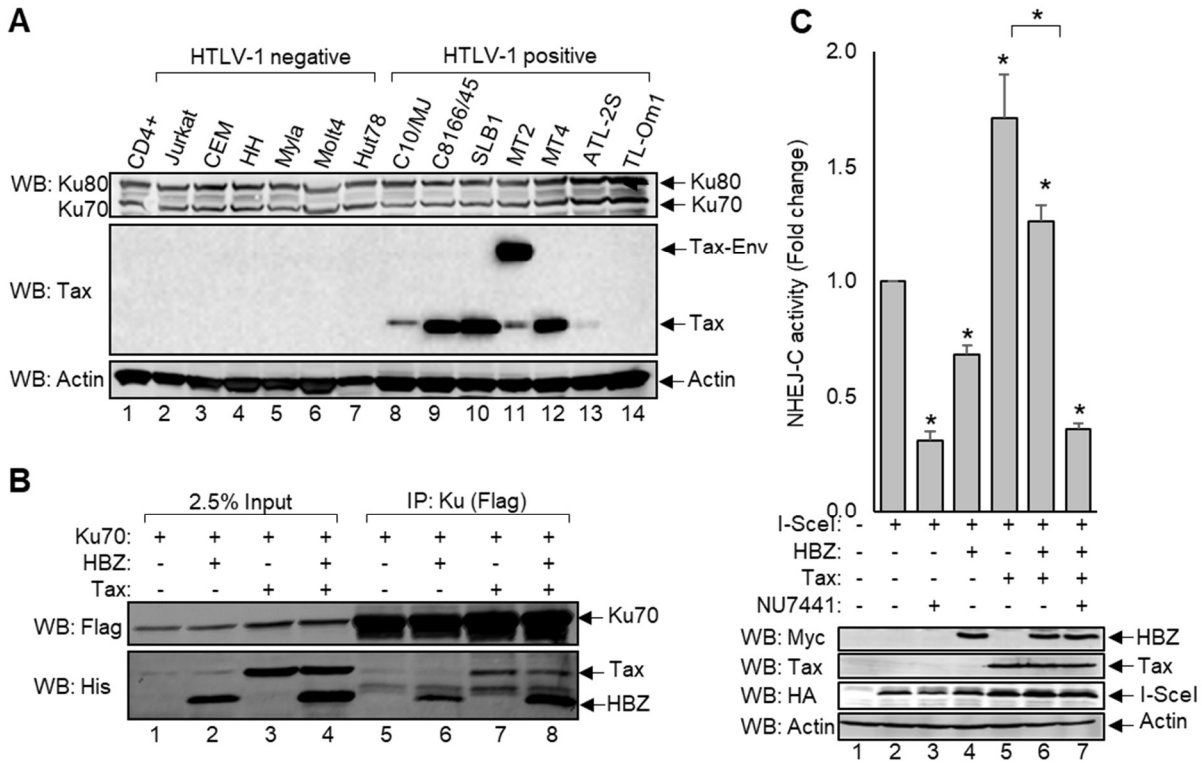 A
HTLV-1 negative HTLV-1 positive
CD4+ Jurkat CEM HH Myla Molt4 Hut78 C10/MJ C8166/45 SLB1 MT2 MT4 ATL-2S TL-Om1
WB: Ku80 Ku80
Ku70 Ku70
Tax-Env
WB: Tax
Tax
WB: Actin Actin
1 2 3 4 5 6 7 8 9 10 11 12 13 14
B
2.5% Input IP: Ku (Flag)
Ku70: + + + + + + + +
HBZ: - + - + - + - +
Tax: - - + + - - + +
WB: Flag Ku70
WB: His Tax
HBZ
1 2 3 4 5 6 7 8
C
*
2.0
* 
1.5
*
1.0
*
0.5
* *
0.0
NHEJ-C activity (Fold change)
I-SceI: - + + + + + +
HBZ: - - - + - + +
Tax: - - - - + + +
NU7441: - - + - - - +
WB: Myc HBZ
WB: Tax Tax
WB: HA I-SceI
WB: Actin Actin
1 2 3 4 5 6 7